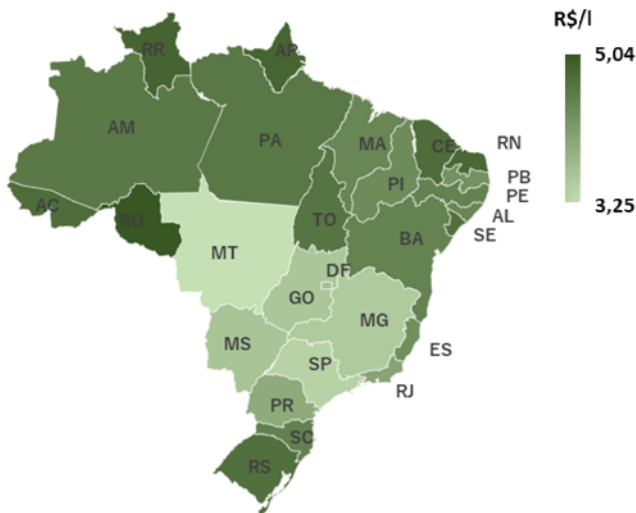 R$/l
5,04
3,25
RR
AP
AM
PA
MA
CE
RN
PI
PB
PE
AL
SE
AC
RO
TO
BA
MT
DF
GO
MG
MS
ES
SP
RJ
PR
SC
RS